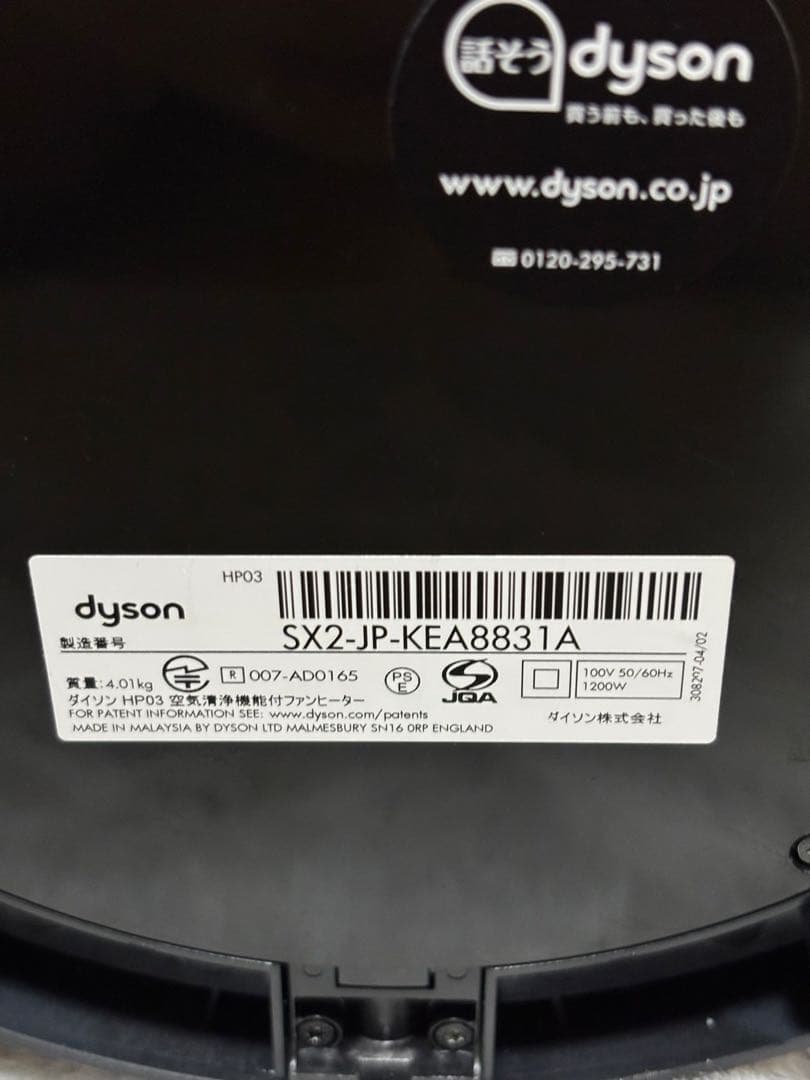 話そう dyson
買う前も、買った後も
www.dyson.co.jp
0120-295-731
HP03
dyson
製造番号 SX2-JP-KEA8831A
質量:4.01kg R 007-AD0165 PSE JQA 100V 50/60Hz
1200W
308297-04/02
ダイソン HP03 空気清浄機能付ファンヒーター
FOR PATENT INFORMATION SEE: www.dyson.com/patents ダイソン株式会社
MADE IN MALAYSIA BY DYSON LTD MALMESBURY SN16 0RP ENGLAND